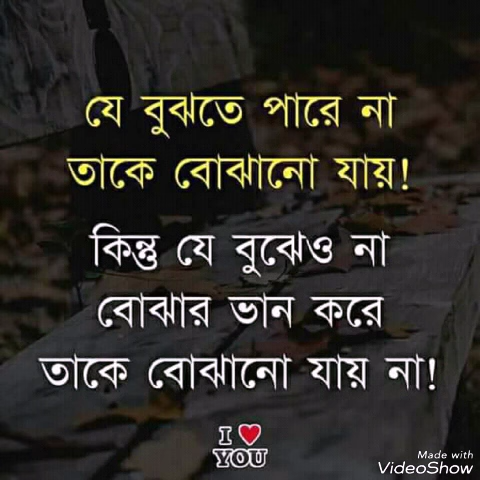 যে বুঝতে পারে না
তাকে বোঝানো যায়!
কিন্তু যে বুঝেও না
বোঝার ভান করে
তাকে বোঝানো যায় না!
I ❤
YOU
Made with
VideoShow